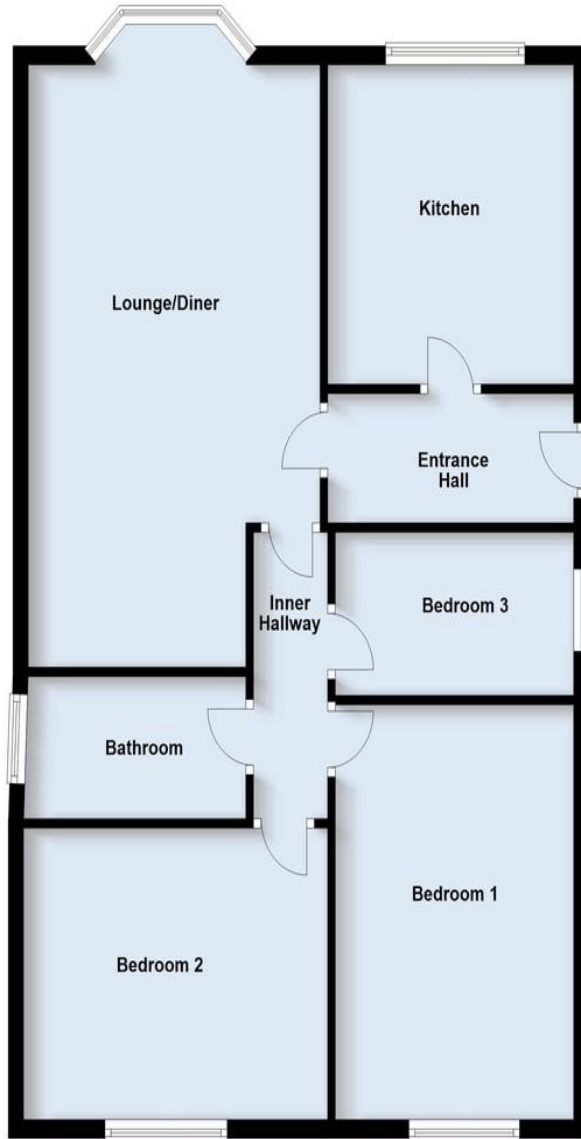 Kitchen
Lounge/Diner
Entrance
Hall
Inner
Hallway
Bedroom 3
Bathroom
Bedroom 1
Bedroom 2